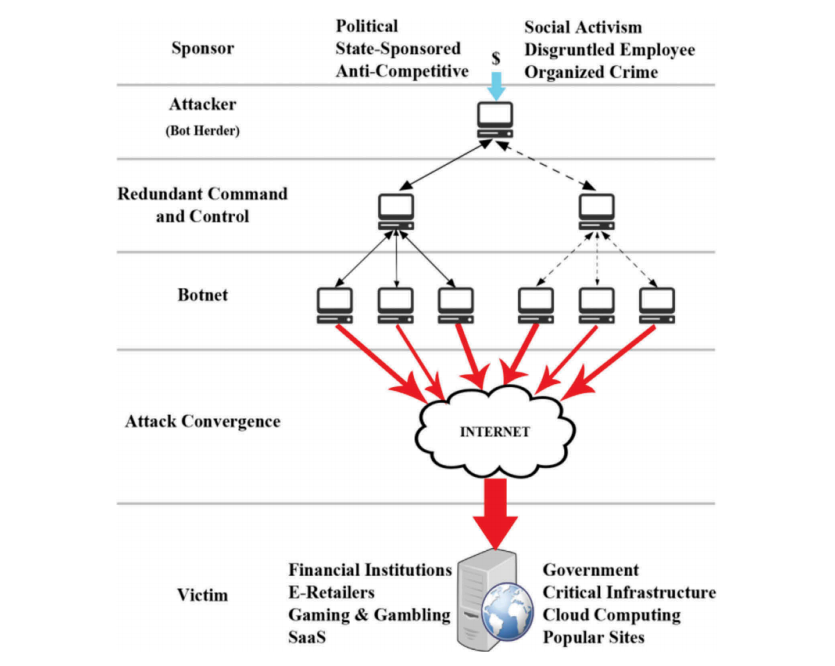 Sponsor
Political
State-Sponsored
Anti-Competitive
$
Social Activism
Disgruntled Employee
Organized Crime
Attacker
(Bot Herder)
Redundant Command
and Control
Botnet
Attack Convergence
INTERNET
Victim
Financial Institutions
E-Retailers
Gaming & Gambling
SaaS
Government
Critical Infrastructure
Cloud Computing
Popular Sites